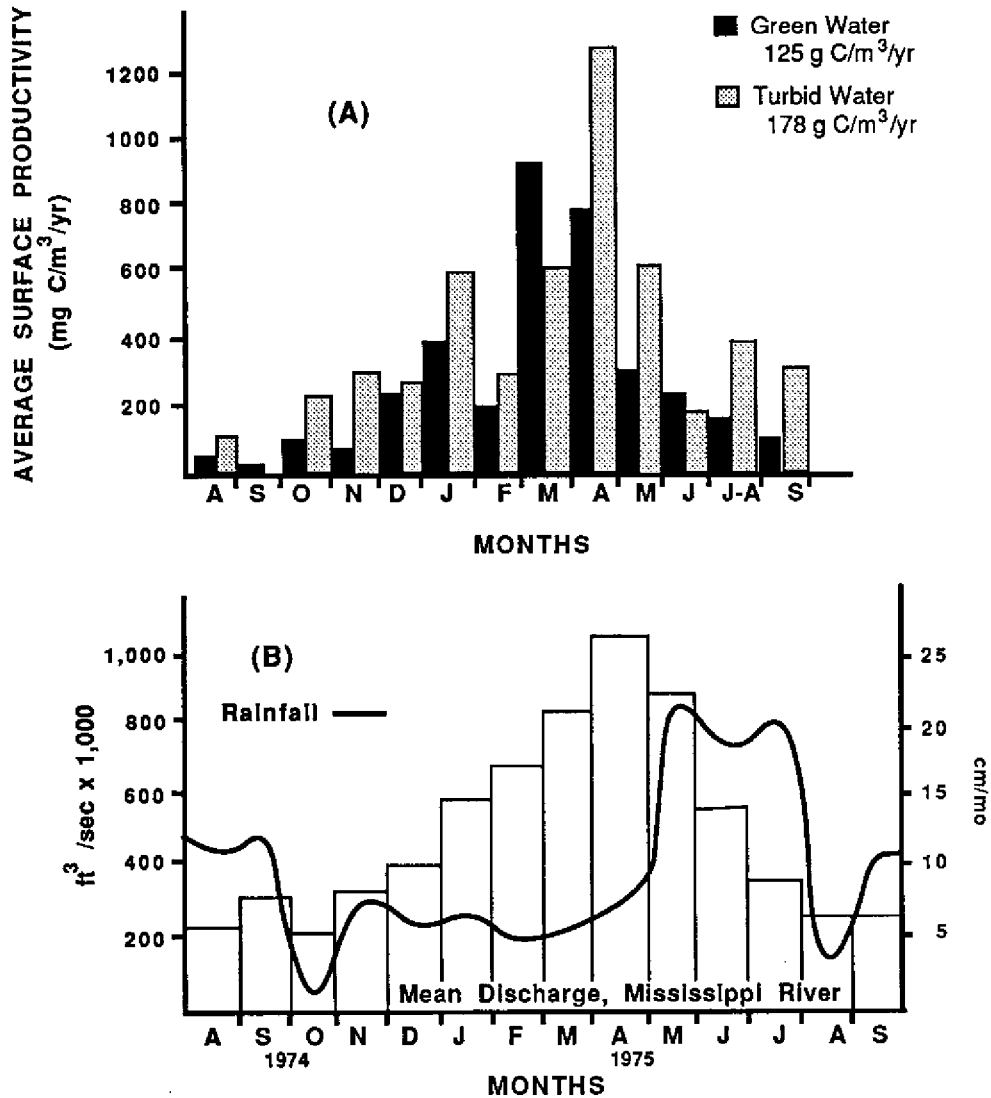 AVERAGE SURFACE PRODUCTIVITY
(mg C/m³/yr)
1200
1000
800
600
400
200
(A)
Green Water
125 g C/m³/yr
Turbid Water
178 g C/m³/yr
A S O N D J F M A M J J-A S
MONTHS
ft³ /sec x 1,000
1,000
800
600
400
200
(B)
Rainfall
25
20
15
10
5
cm/mo
Mean Discharge, Mississippi River
A S O N D J F M A M J J A S
1974 1975
MONTHS